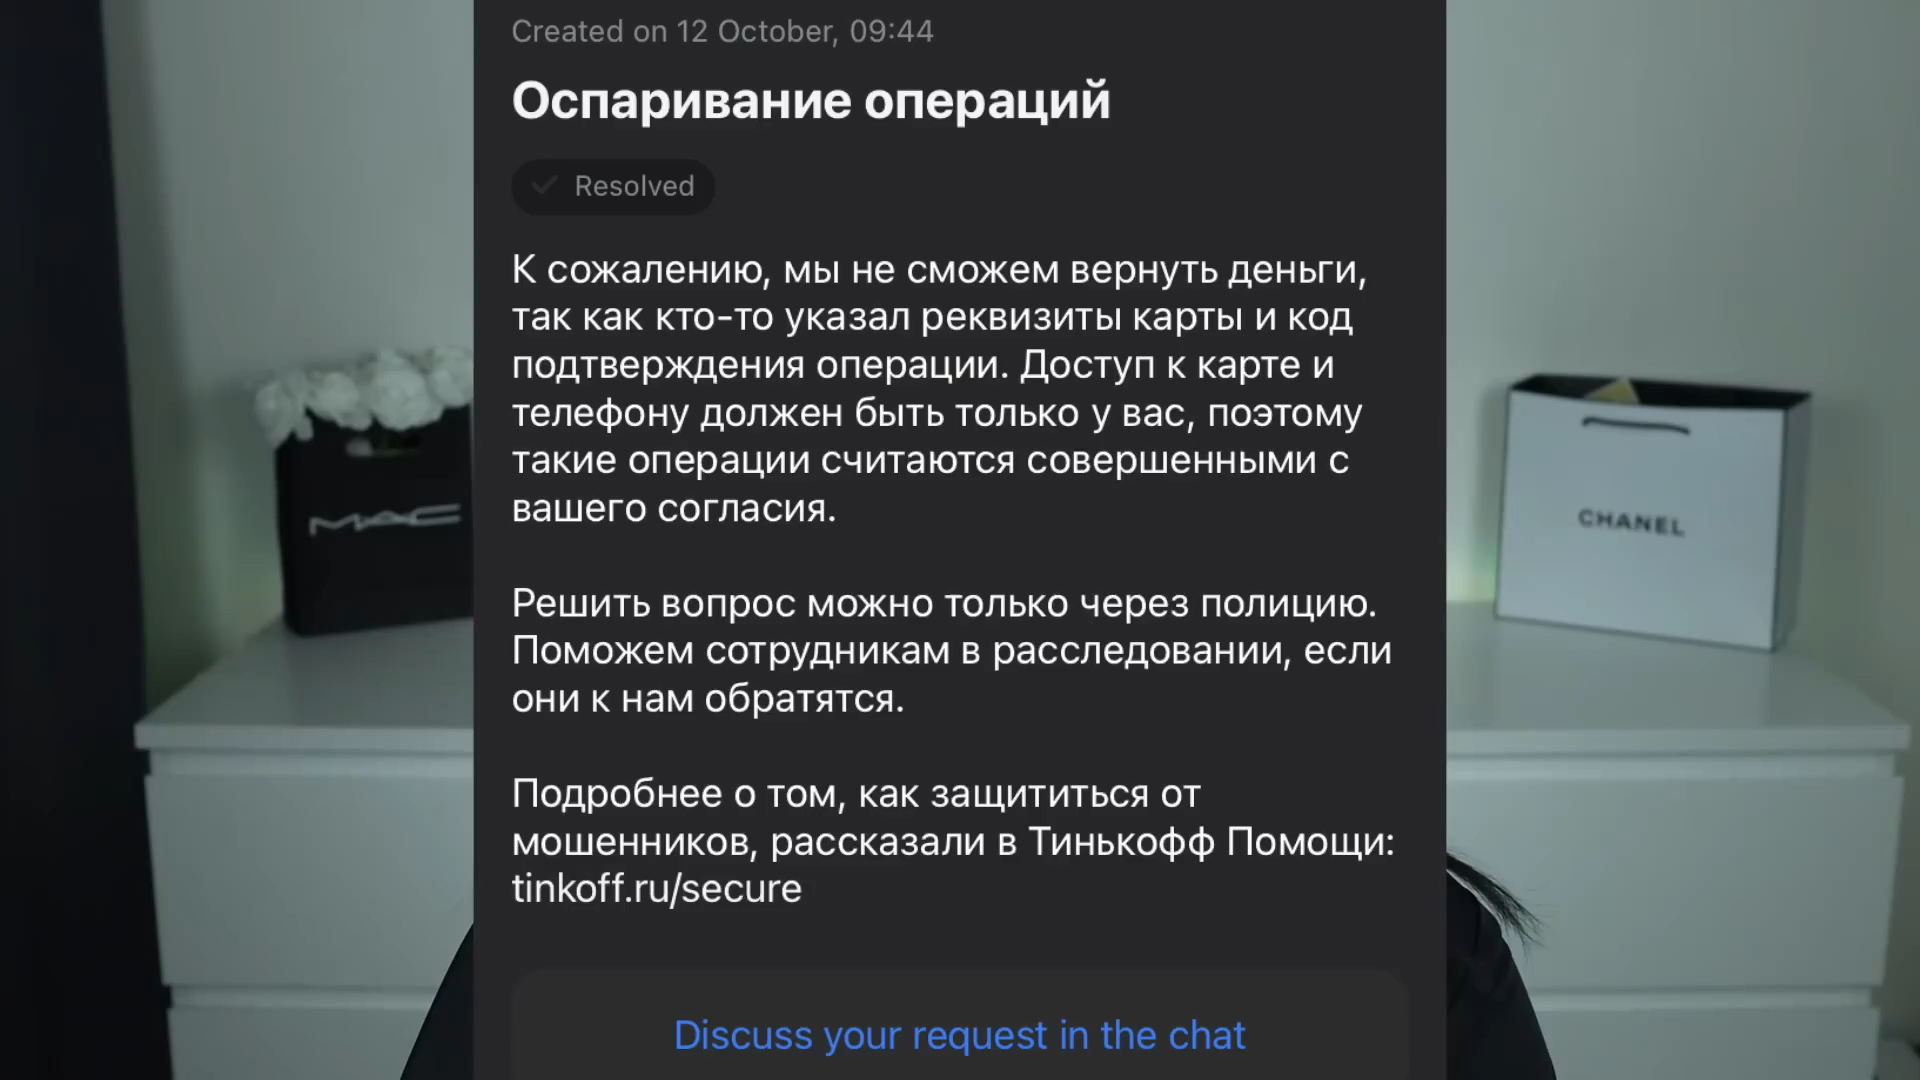 Created on 12 October, 09:44
Оспаривание операций
Resolved
К сожалению, мы не сможем вернуть деньги,
так как кто-то указал реквизиты карты и код
подтверждения операции. Доступ к карте и
телефону должен быть только у вас, поэтому
такие операции считаются совершенными с
вашего согласия.
Решить вопрос можно только через полицию.
Поможем сотрудникам в расследовании, если
они к нам обратятся.
Подробнее о том, как защититься от
мошенников, рассказали в Тинькофф Помощи:
tinkoff.ru/secure
Discuss your request in the chat
MAC
CHANEL